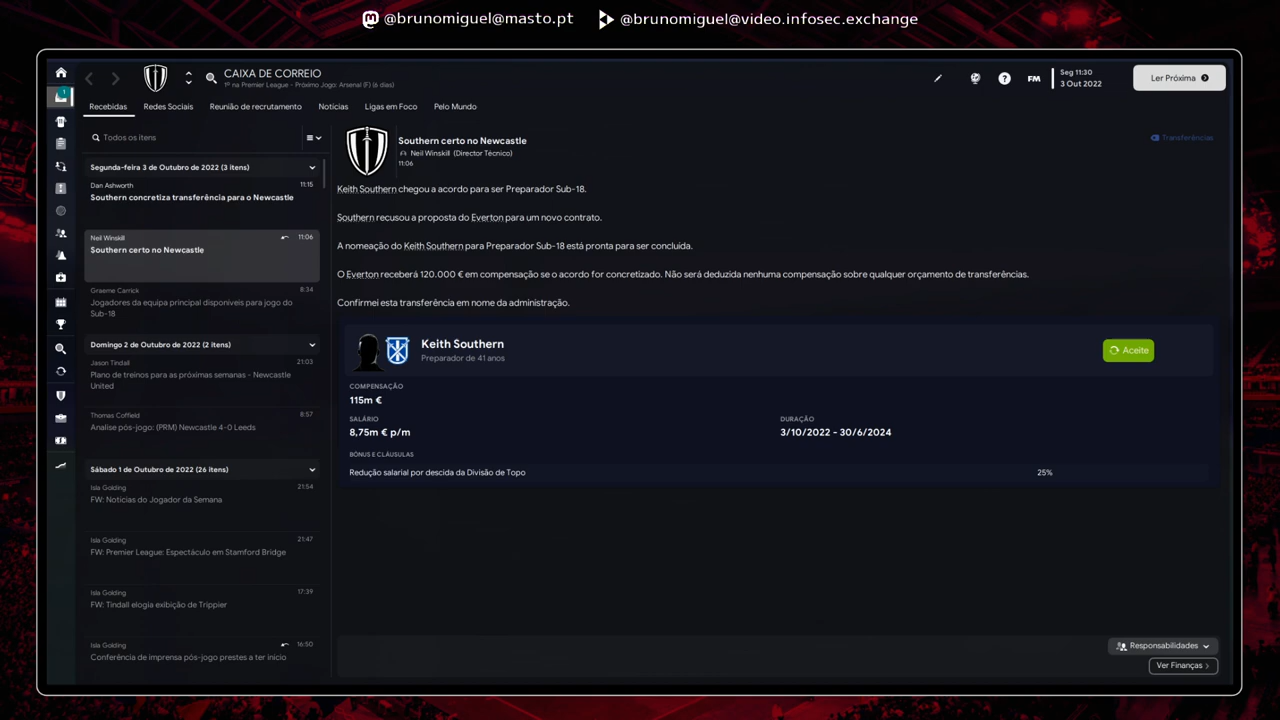 @brunomiguel@masto.pt
@brunomiguel@video.infosec.exchange
CAIXA DE CORREIO
1º na Premier League - Próximo Jogo: Arsenal (F) (6 dias)
FM
Seg 11:30
3 Out 2022
Ler Próxima
1
Recebidas
Redes Sociais
Reunião de recrutamento
Notícias
Ligas em Foco
Pelo Mundo
Todos os itens
Segunda-feira 3 de Outubro de 2022 (3 itens)
Dan Ashworth 11:15
Southern concretiza transferência para o Newcastle
Neil Winskill 11:06
Southern certo no Newcastle
Graeme Carrick 8:34
Jogadores da equipa principal disponíveis para jogo do
Sub-18
Domingo 2 de Outubro de 2022 (2 itens)
Jason Tindall 21:03
Plano de treinos para as próximas semanas - Newcastle
United
Thomas Coffield 8:57
Analise pós-jogo: (PRM) Newcastle 4-0 Leeds
Sábado 1 de Outubro de 2022 (26 itens)
Isla Golding 21:54
FW: Notícias do Jogador da Semana
Isla Golding 21:47
FW: Premier League: Espectáculo em Stamford Bridge
Isla Golding 17:39
FW: Tindall elogia exibição de Trippier
Isla Golding 16:50
Conferência de imprensa pós-jogo prestes a ter início
Southern certo no Newcastle
Neil Winskill (Director Técnico)
11:06
Transferências
Keith Southern chegou a acordo para ser Preparador Sub-18.
Southern recusou a proposta do Everton para um novo contrato.
A nomeação do Keith Southern para Preparador Sub-18 está pronta para ser concluída.
O Everton receberá 120.000 € em compensação se o acordo for concretizado. Não será deduzida nenhuma compensação sobre qualquer orçamento de transferências.
Confirmei esta transferência em nome da administração.
Keith Southern
Preparador de 41 anos
Aceite
COMPENSAÇÃO
115m €
SALÁRIO
8,75m € p/m
DURAÇÃO
3/10/2022 - 30/6/2024
BÓNUS E CLÁUSULAS
Redução salarial por descida da Divisão de Topo 25%
Responsabilidades
Ver Finanças